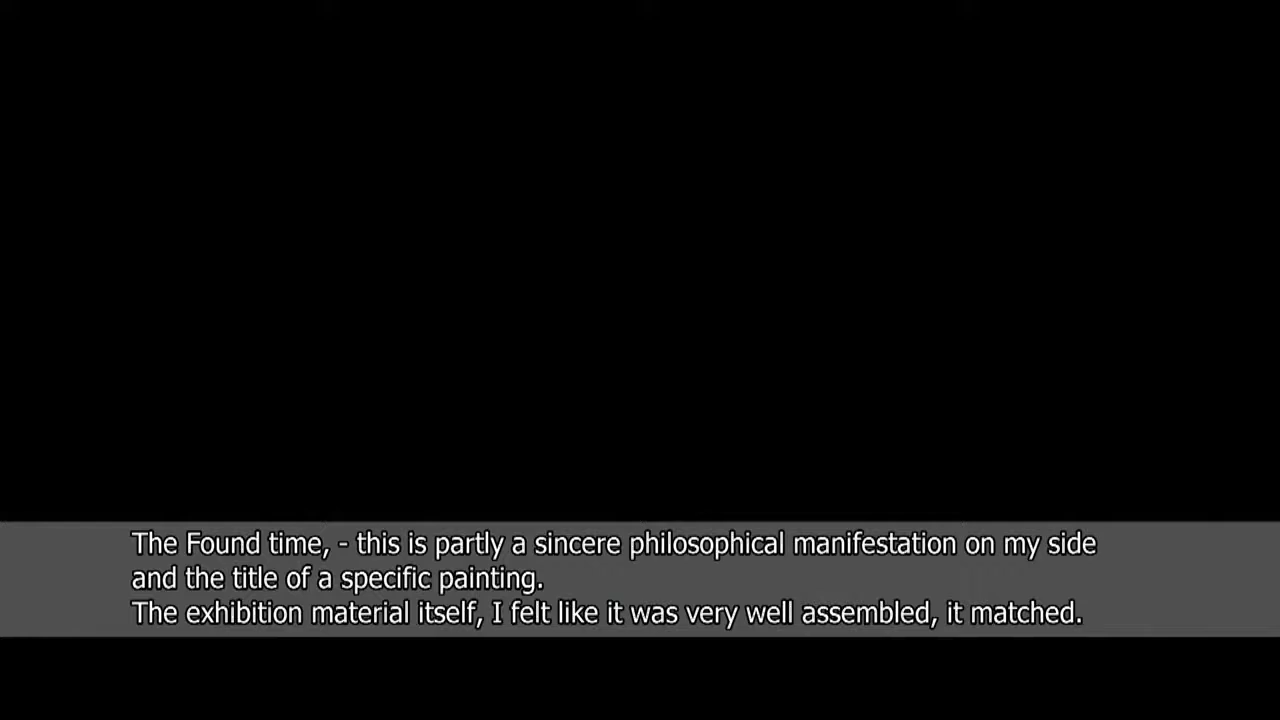 The Found time, - this is partly a sincere philosophical manifestation on my side
and the title of a specific painting.
The exhibition material itself, I felt like it was very well assembled, it matched.